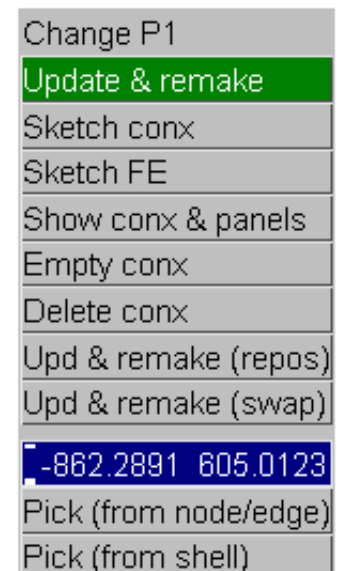 Change P1
Update & remake
Sketch conx
Sketch FE
Show conx & panels
Empty conx
Delete conx
Upd & remake (repos)
Upd & remake (swap)
-862.2891 605.0123
Pick (from node/edge)
Pick (from shell)